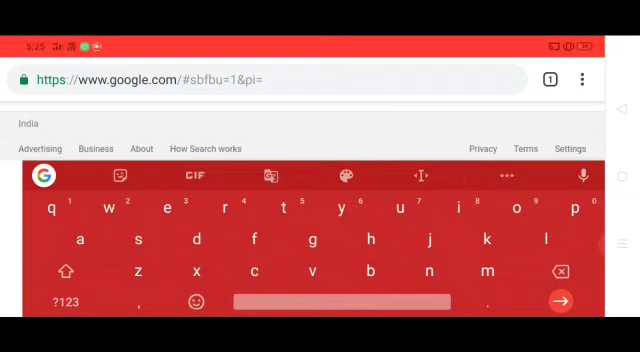 5:25
https://www.google.com/#sbfbu=1&pi=
1
India
Advertising Business About How Search works Privacy Terms Settings
G GIF
q 1 w 2 e 3 r 4 t 5 y 6 u 7 i 8 o 9 p 0
a s d f g h j k l
z x c v b n m
?123 , .